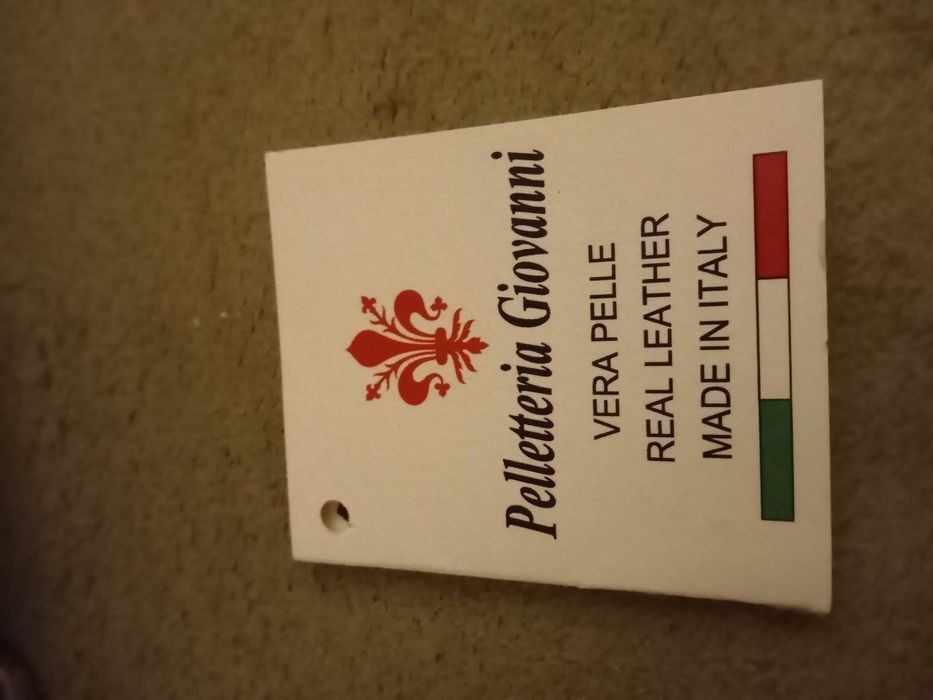 Pelletteria Giovanni
VERA PELLE
REAL LEATHER
MADE IN ITALY